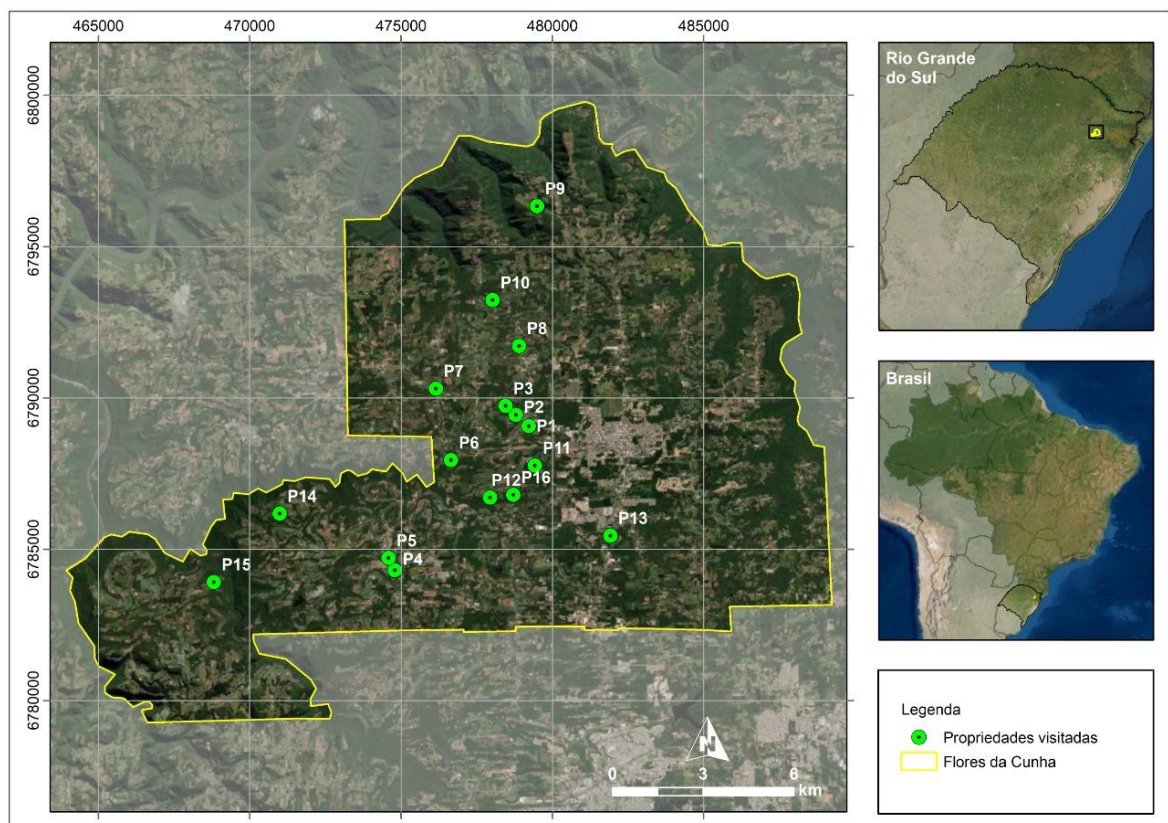 465000
470000
475000
480000
485000
6800000
6795000
6790000
6785000
6780000
P9
P10
P8
P7
P3
P2
P1
P6
P11
P12
P16
P14
P13
P5
P4
P15
N
0
3
6
km
Rio Grande
do Sul
Brasil
Legenda
Propriedades visitadas
Flores da Cunha